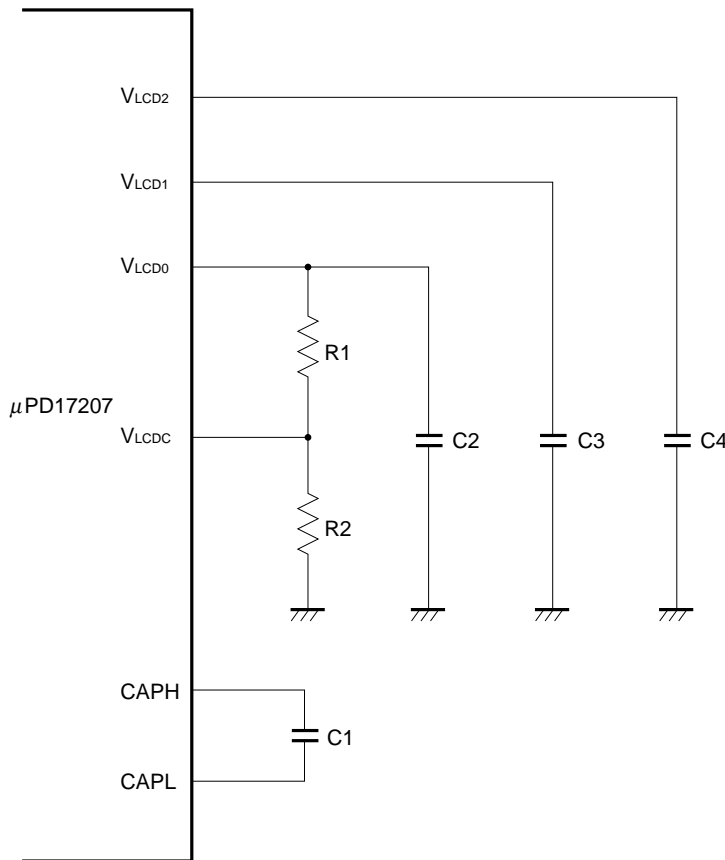 VLCD2
VLCD1
VLCD0
R1
μPD17207
VLCDC
C2
C3
C4
R2
CAPH
C1
CAPL